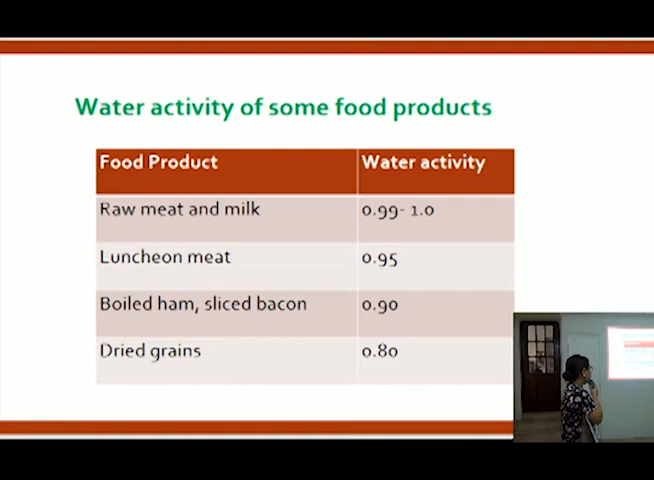 Water activity of some food products
Food Product Water activity
Raw meat and milk 0.99- 1.0
Luncheon meat 0.95
Boiled ham, sliced bacon 0.90
Dried grains 0.80